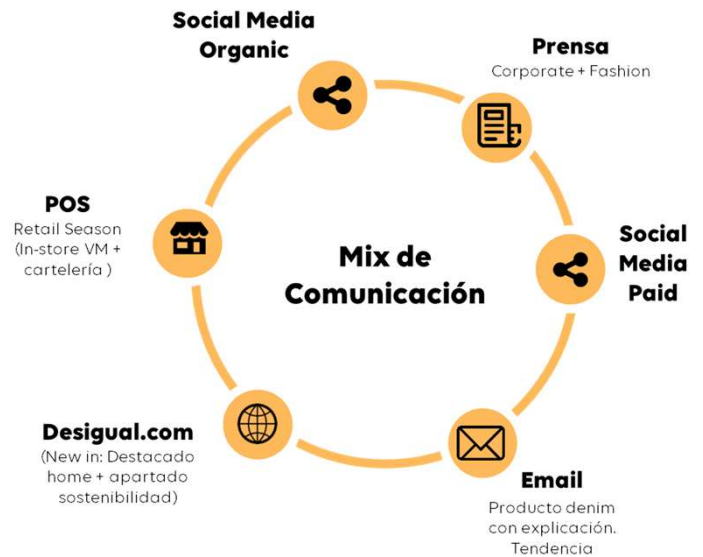 Social Media
Organic
Prensa
Corporate + Fashion
POS
Retail Season
(In-store VM +
cartelería )
Mix de
Comunicación
Social
Media
Paid
Desigual.com
(New in: Destacado
home + apartado
sostenibilidad)
Email
Producto denim
con explicación.
Tendencia